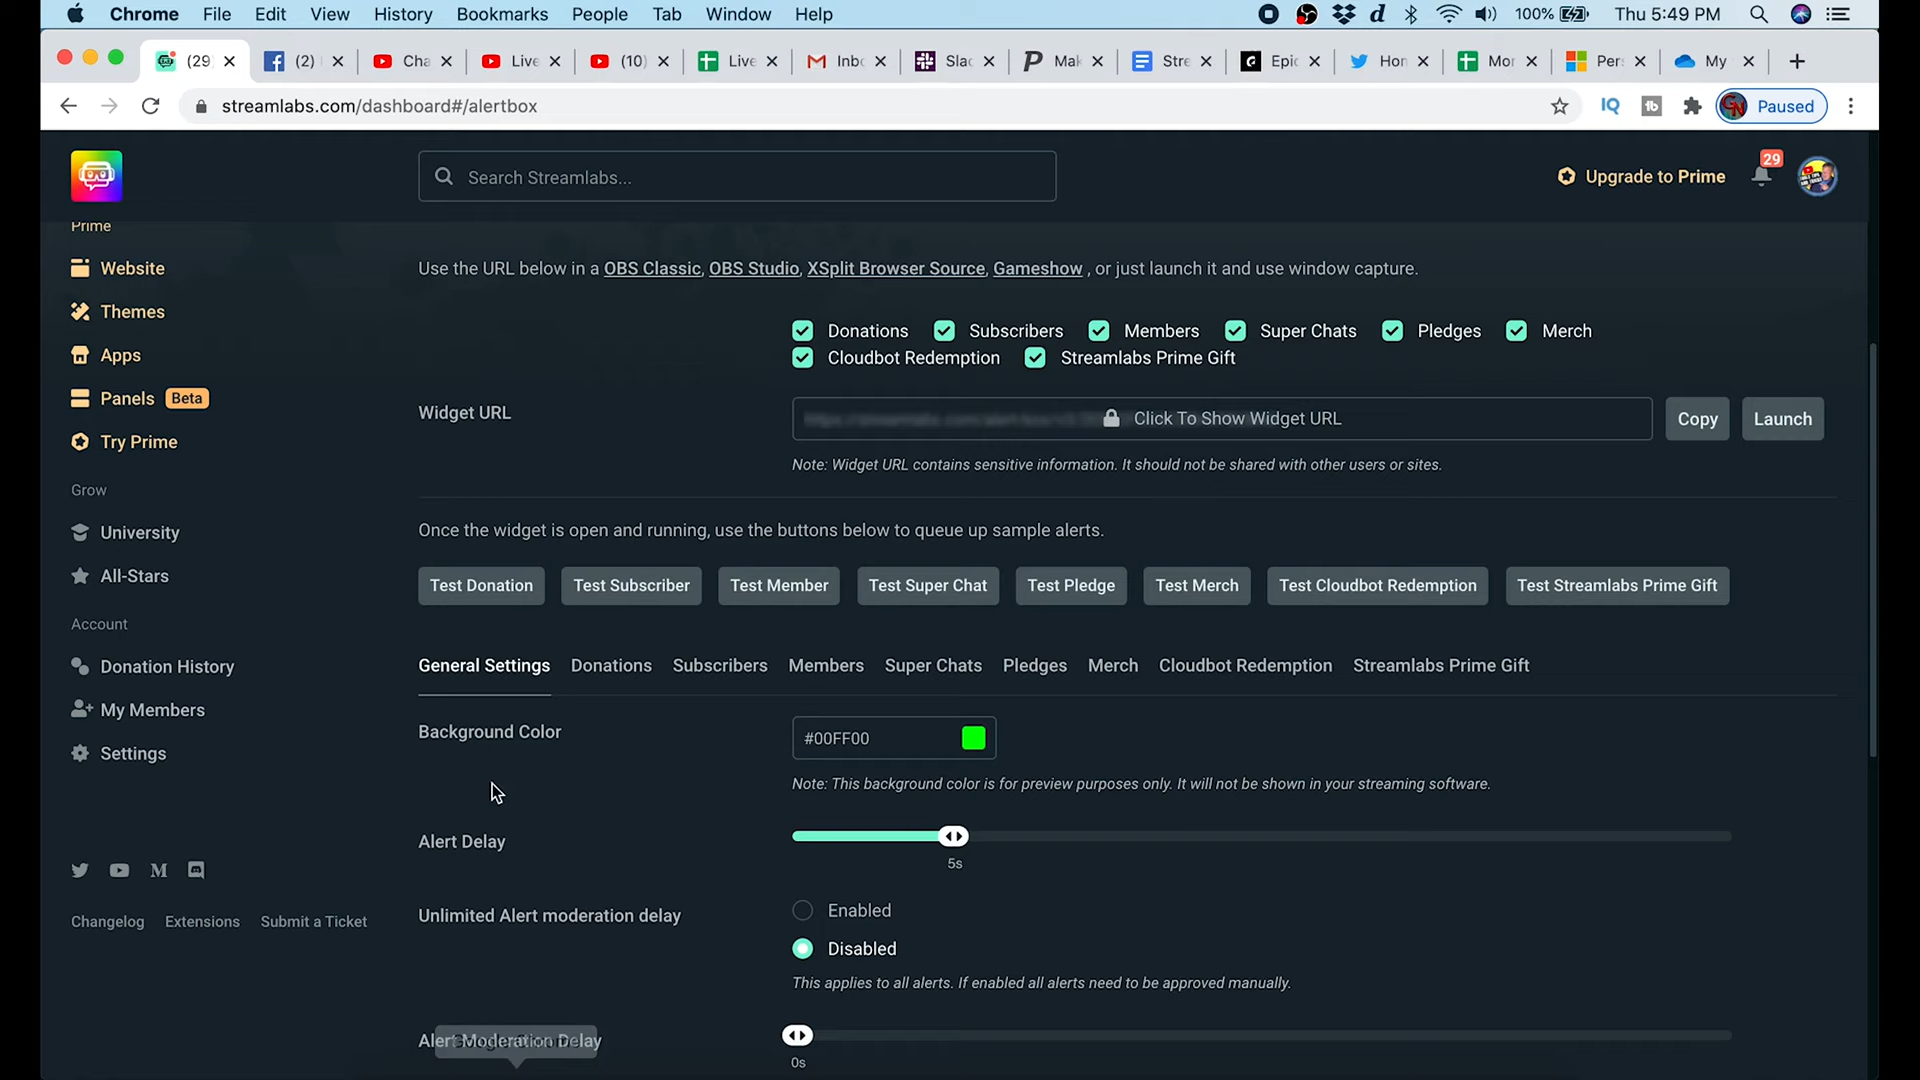 Chrome File Edit View History Bookmarks People Tab Window Help 100% Thu 5:49 PM
(29 (2) Cha Live (10) Live Inbo Slac Mak Stre Epic Hom Mor Pers My
streamlabs.com/dashboard#/alertbox IQ tb Paused
Search Streamlabs...
Upgrade to Prime 29
Prime
Website
Themes
Apps
Panels Beta
Try Prime
Grow
University
All-Stars
Account
Donation History
My Members
Settings
Changelog Extensions Submit a Ticket
Use the URL below in a OBS Classic, OBS Studio, XSplit Browser Source, Gameshow , or just launch it and use window capture.
Donations Subscribers Members Super Chats Pledges Merch
Cloudbot Redemption Streamlabs Prime Gift
Widget URL Click To Show Widget URL Copy Launch
Note: Widget URL contains sensitive information. It should not be shared with other users or sites.
Once the widget is open and running, use the buttons below to queue up sample alerts.
Test Donation Test Subscriber Test Member Test Super Chat Test Pledge Test Merch Test Cloudbot Redemption Test Streamlabs Prime Gift
General Settings Donations Subscribers Members Super Chats Pledges Merch Cloudbot Redemption Streamlabs Prime Gift
Background Color #00FF00
Note: This background color is for preview purposes only. It will not be shown in your streaming software.
Alert Delay
5s
Unlimited Alert moderation delay Enabled
Disabled
This applies to all alerts. If enabled all alerts need to be approved manually.
Alert Moderation Delay
0s